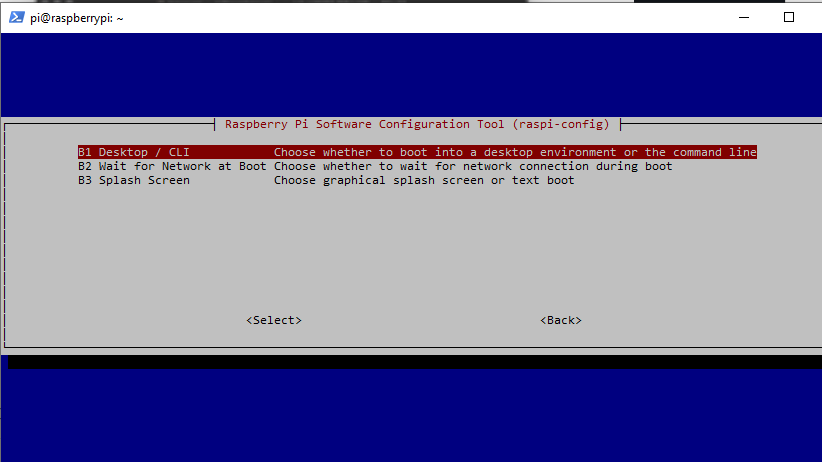 pi@raspberrypi: ~
Raspberry Pi Software Configuration Tool (raspi-config)
B1 Desktop / CLI Choose whether to boot into a desktop environment or the command line
B2 Wait for Network at Boot Choose whether to wait for network connection during boot
B3 Splash Screen Choose graphical splash screen or text boot
<Select> <Back>